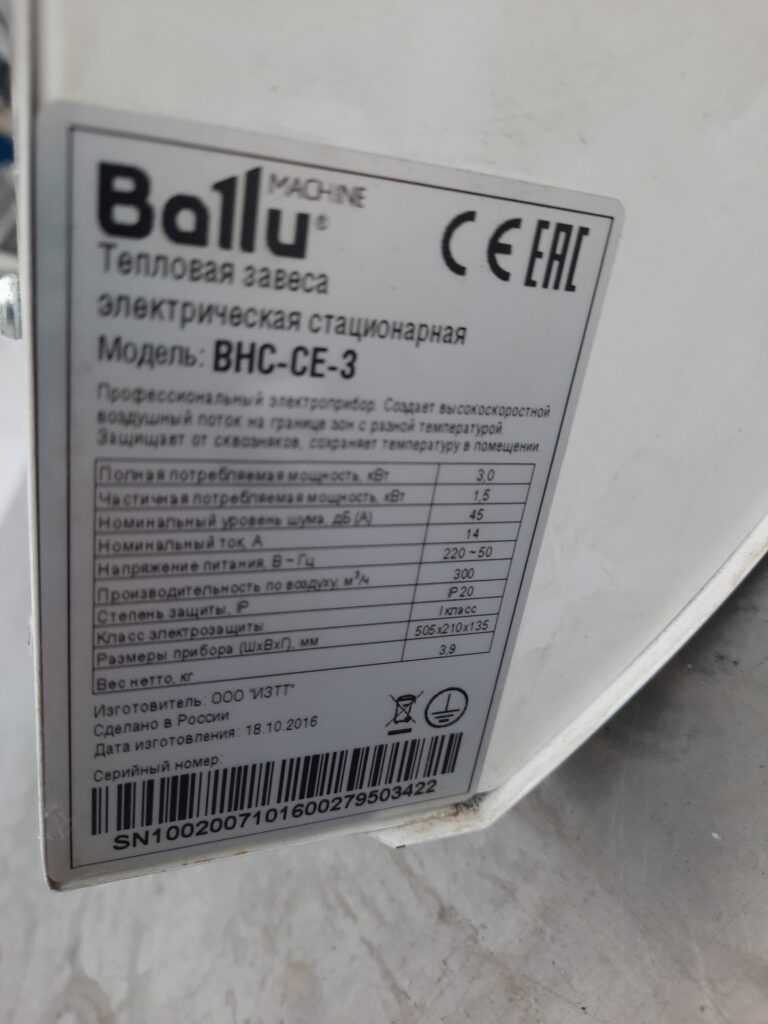 Ballu® MACHINE
CE EAC
Тепловая завеса
электрическая стационарная
Модель: BHC-CE-3
Профессиональный электроприбор. Создает высокоскоростной
воздушный поток на границе зон с разной температурой.
Защищает от сквозняков, сохраняет температуру в помещении.
Полная потребляемая мощность, кВт 3,0
Частичная потребляемая мощность, кВт 1,5
Номинальный уровень шума, дБ (А) 45
Номинальный ток, А 14
Напряжение питания, В ~ Гц 220 ~ 50
Производительность по воздуху, м³/ч 300
Степень защиты, IP IP 20
Класс электрозащиты I класс
Размеры прибора (ШхВхГ), мм 505x210x135
Вес нетто, кг 3,9
Изготовитель: ООО "ИЗТТ"
Сделано в России
Дата изготовления: 18.10.2016
Серийный номер:
SN1002007101600279503422